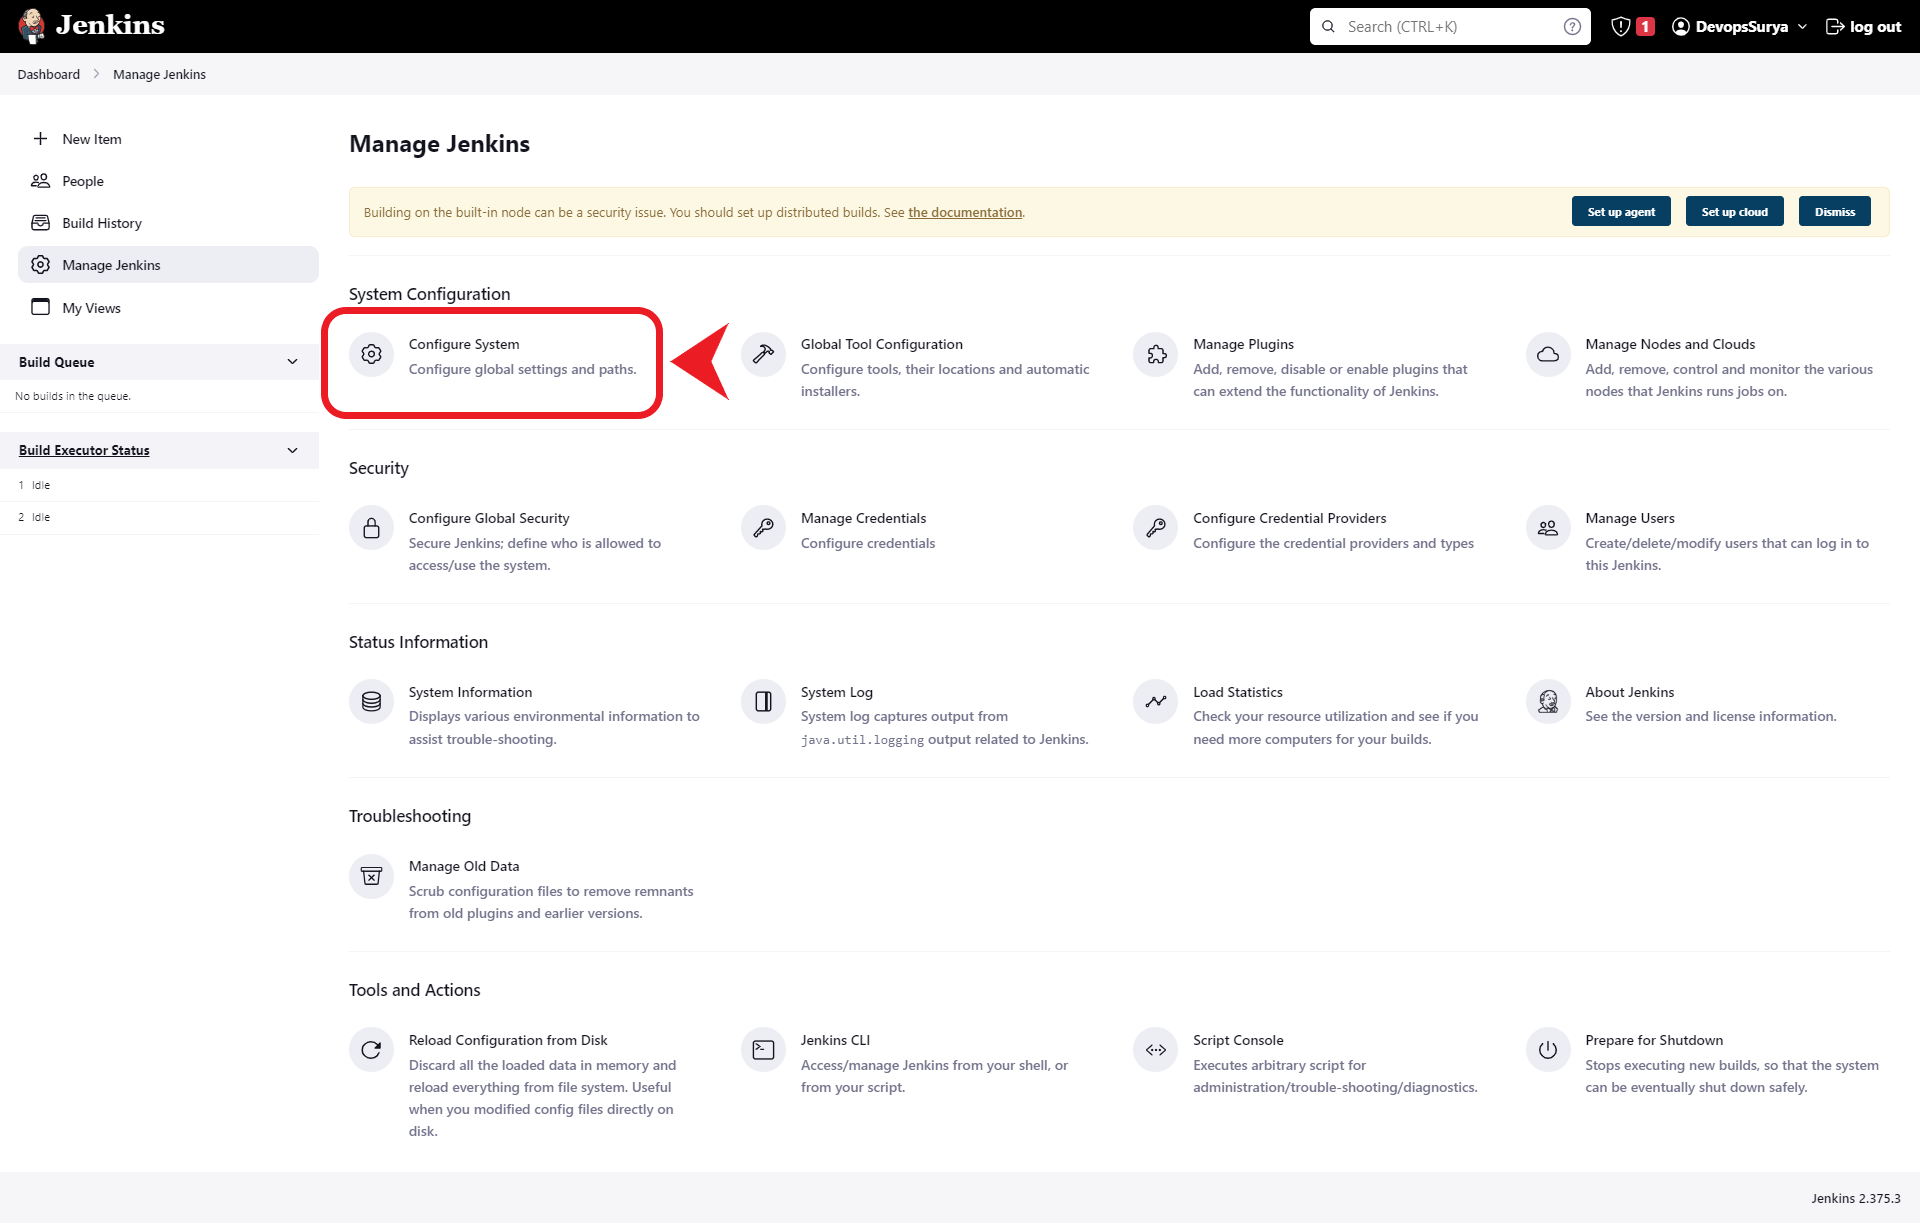 Jenkins
Search (CTRL+K)
1
DevopsSurya
log out
Dashboard
Manage Jenkins
New Item
People
Build History
Manage Jenkins
My Views
Build Queue
No builds in the queue.
Build Executor Status
1 Idle
2 Idle
Manage Jenkins
Building on the built-in node can be a security issue. You should set up distributed builds. See the documentation.
Set up agent
Set up cloud
Dismiss
System Configuration
Configure System
Configure global settings and paths.
Global Tool Configuration
Configure tools, their locations and automatic
installers.
Manage Plugins
Add, remove, disable or enable plugins that
can extend the functionality of Jenkins.
Manage Nodes and Clouds
Add, remove, control and monitor the various
nodes that Jenkins runs jobs on.
Security
Configure Global Security
Secure Jenkins; define who is allowed to
access/use the system.
Manage Credentials
Configure credentials
Configure Credential Providers
Configure the credential providers and types
Manage Users
Create/delete/modify users that can log in to
this Jenkins.
Status Information
System Information
Displays various environmental information to
assist trouble-shooting.
System Log
System log captures output from
java.util.logging output related to Jenkins.
Load Statistics
Check your resource utilization and see if you
need more computers for your builds.
About Jenkins
See the version and license information.
Troubleshooting
Manage Old Data
Scrub configuration files to remove remnants
from old plugins and earlier versions.
Tools and Actions
Reload Configuration from Disk
Discard all the loaded data in memory and
reload everything from file system. Useful
when you modified config files directly on
disk.
Jenkins CLI
Access/manage Jenkins from your shell, or
from your script.
Script Console
Executes arbitrary script for
administration/trouble-shooting/diagnostics.
Prepare for Shutdown
Stops executing new builds, so that the system
can be eventually shut down safely.
Jenkins 2.375.3